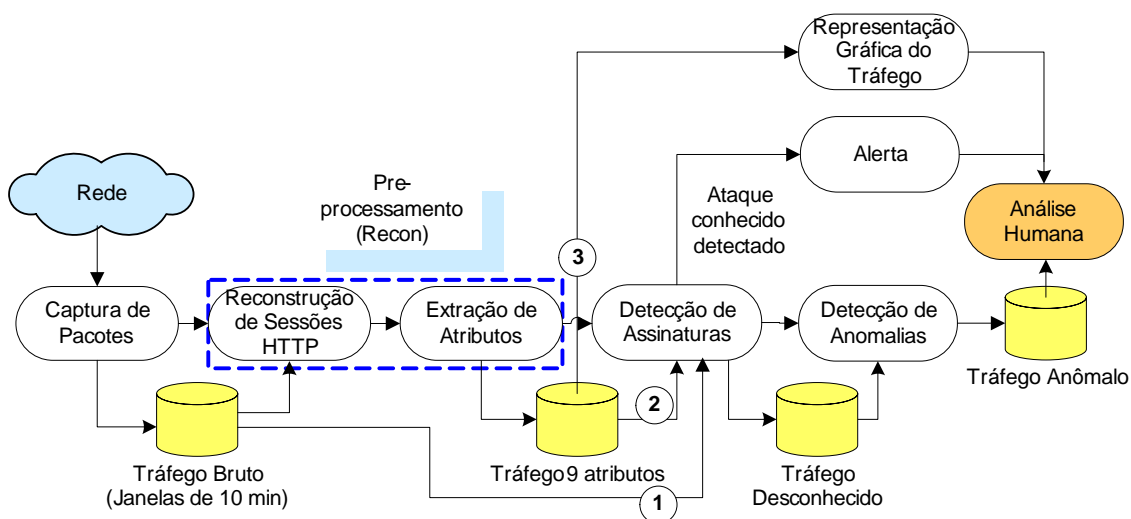 Representação
Gráfica do
Tráfego
Alerta
Rede
Pre-
processamento
(Recon)
Ataque
conhecido
detectado
Análise
Humana
3
Captura de
Pacotes
Reconstrução
de Sessões
HTTP
Extração de
Atributos
Detecção de
Assinaturas
Detecção de
Anomalias
Tráfego Anômalo
2
Tráfego Bruto
(Janelas de 10 min)
Tráfego 9 atributos
Tráfego
Desconhecido
1